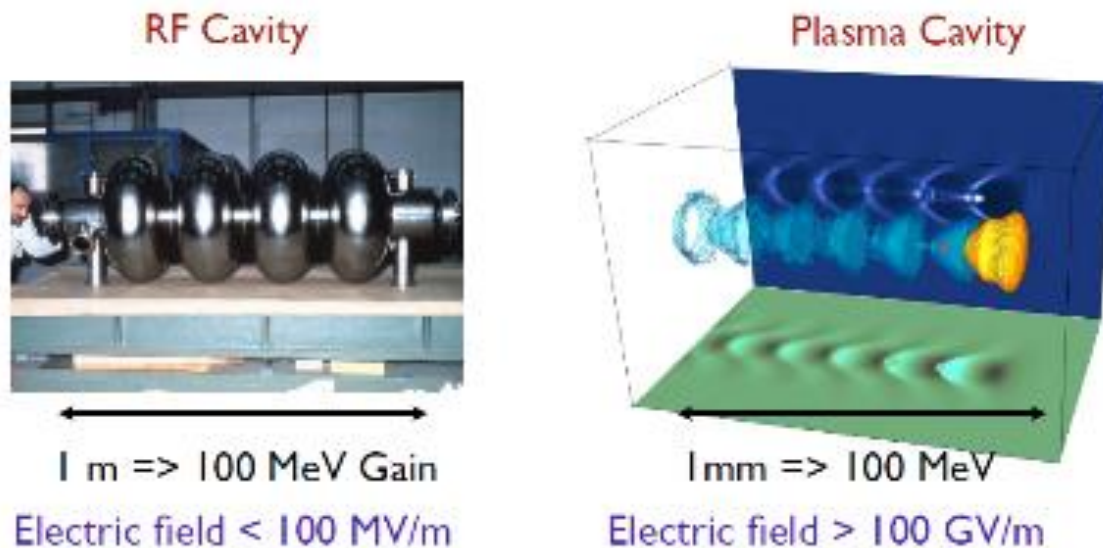 RF Cavity
Plasma Cavity
1 m => 100 MeV Gain
1mm => 100 MeV
Electric field < 100 MV/m
Electric field > 100 GV/m